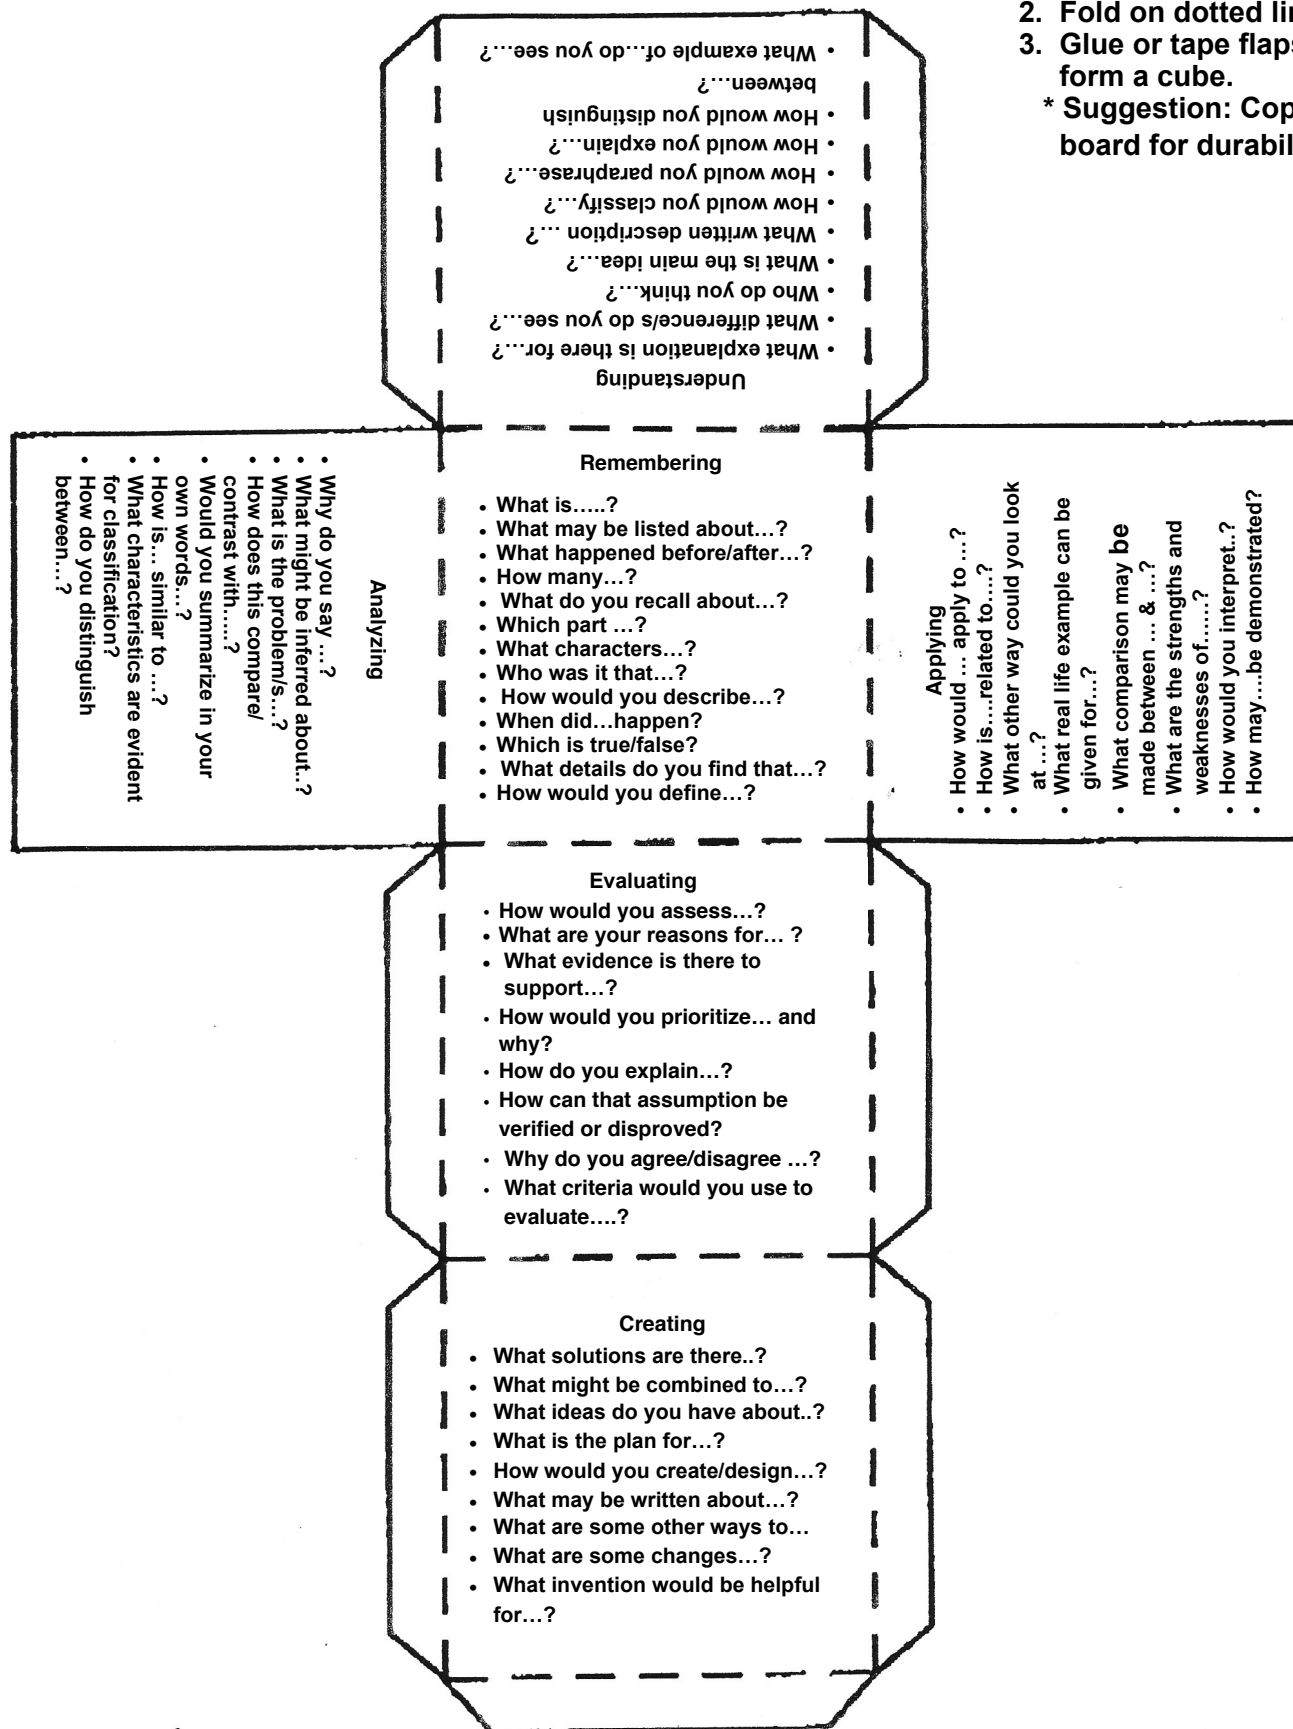 2. Fold on dotted
3. Glue or tape
form a cube.
* Suggestion:
board for
Understanding
• What explanation is there for…?
• What difference/s do you see…?
• Who do you think…?
• What is the main idea…?
• What written description …?
• How would you classify…?
• How would you paraphrase…?
• How would you explain…?
• How would you distinguish
between…?
• What example of…do you see…?
Analyzing
• Why do you say …?
• What might be inferred about..?
• What is the problem/s….?
• How does this compare/
contrast with…..?
• Would you summarize in your
own words…?
• How is… similar to …?
• What characteristics are evident
for classification?
• How do you distinguish
between…?
Remembering
• What is…..?
• What may be listed about…?
• What happened before/after…?
• How many…?
• What do you recall about…?
• Which part …?
• What characters…?
• Who was it that…?
• How would you describe…?
• When did…happen?
• Which is true/false?
• What details do you find that…?
• How would you define…?
Applying
• How would … apply to ….?
• How is….related to…..?
• What other way could you look
at …?
• What real life example can be
given for…?
• What comparison may be
made between … & …?
• What are the strengths and
weaknesses of……?
• How would you interpret..?
• How may….be demonstrated?
Evaluating
• How would you assess…?
• What are your reasons for… ?
• What evidence is there to
support…?
• How would you prioritize… and
why?
• How do you explain…?
• How can that assumption be
verified or disproved?
• Why do you agree/disagree …?
• What criteria would you use to
evaluate….?
Creating
• What solutions are there..?
• What might be combined to…?
• What ideas do you have about..?
• What is the plan for…?
• How would you create/design…?
• What may be written about…?
• What are some other ways to…
• What are some changes…?
• What invention would be helpful
for…?